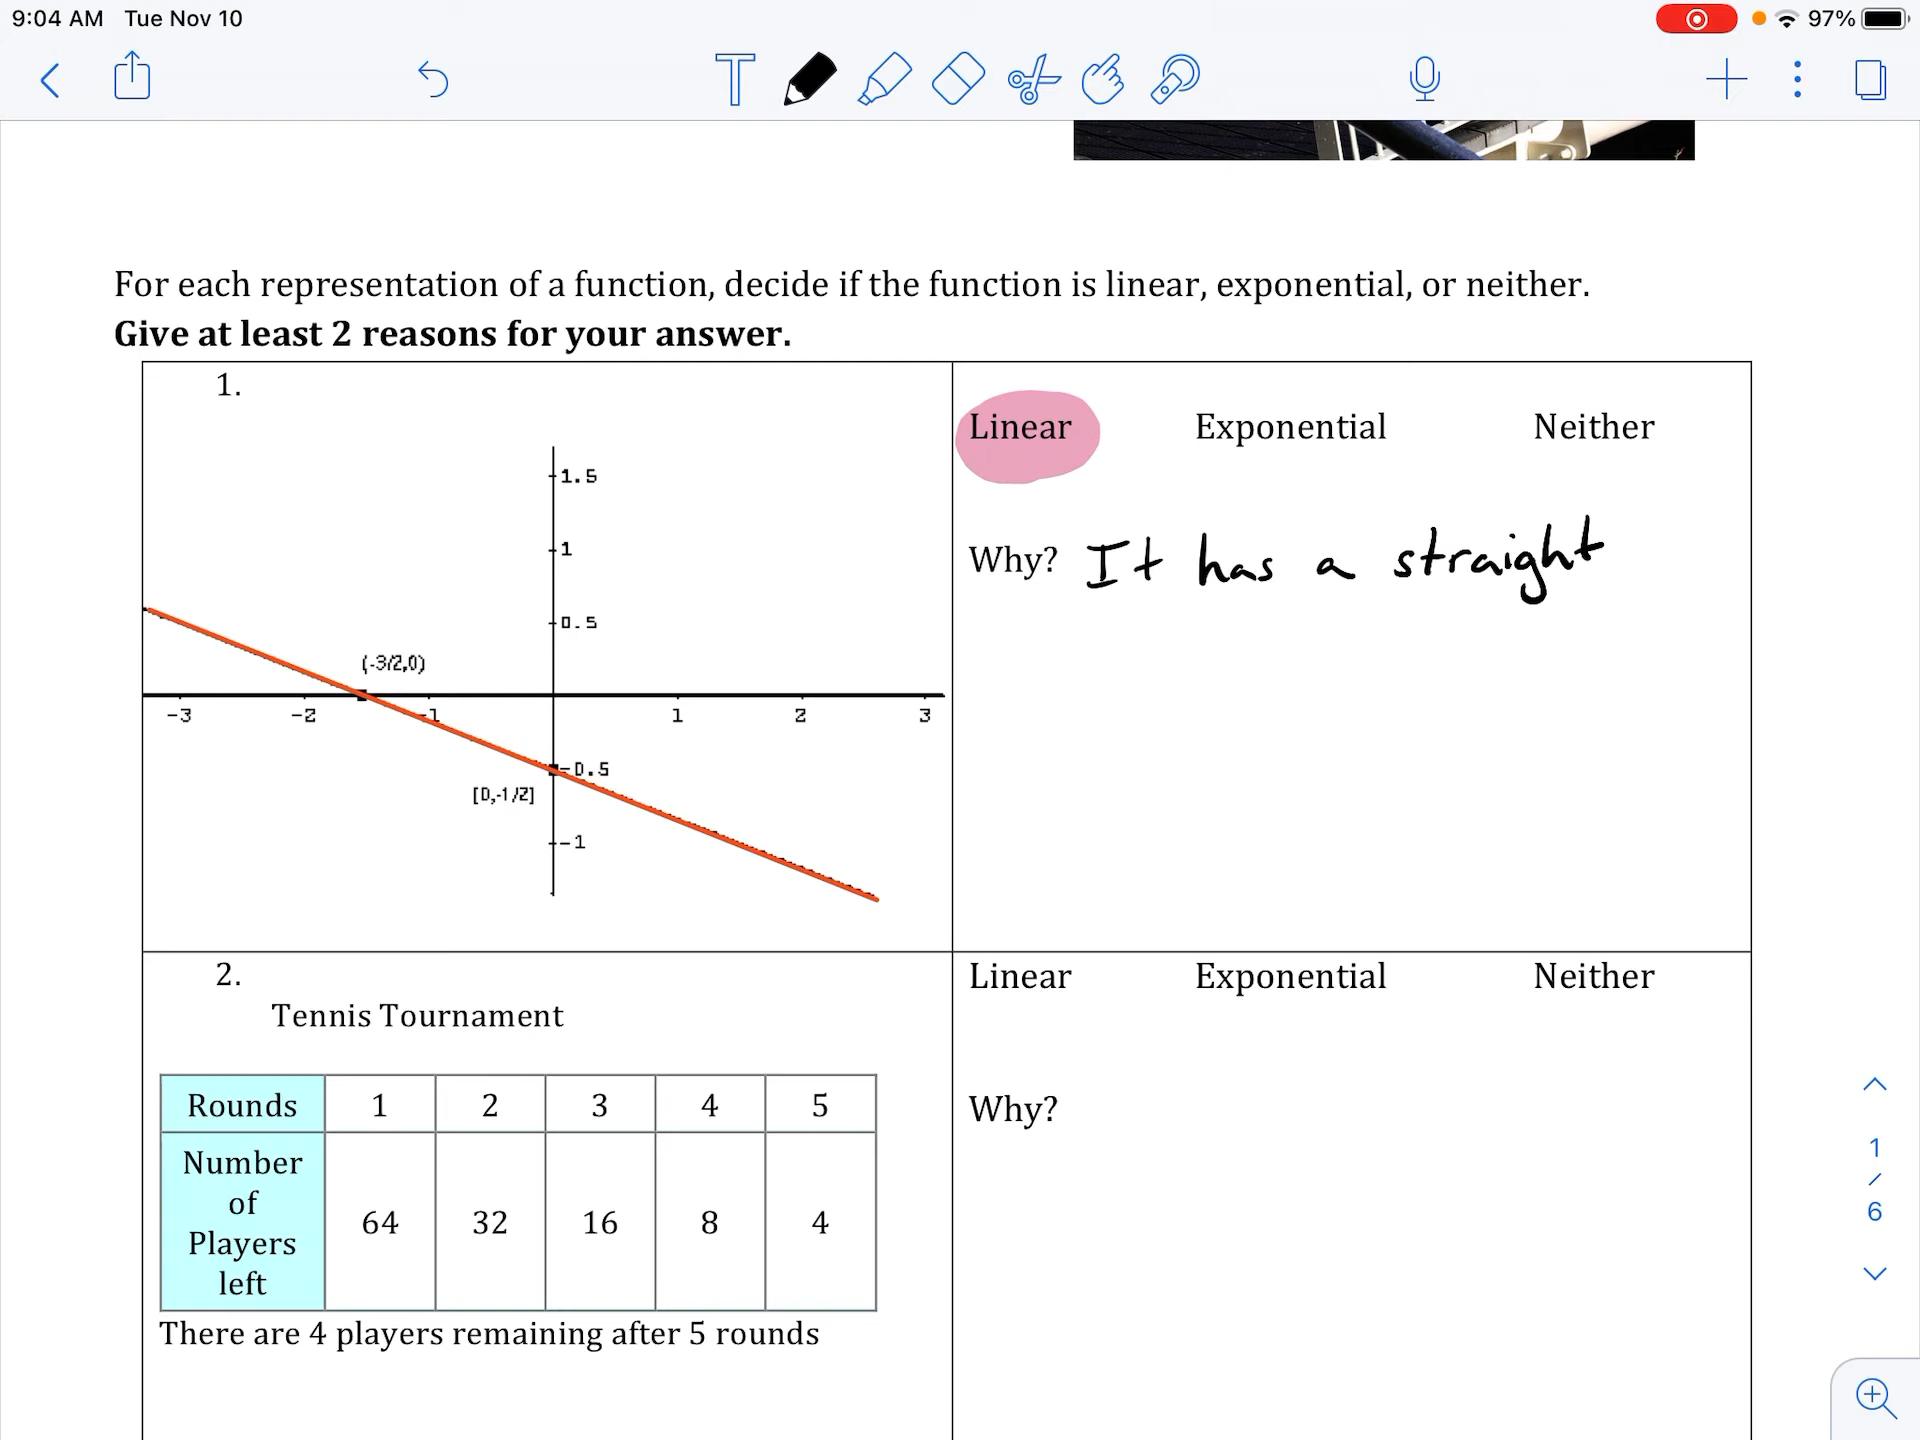 9:04 AM Tue Nov 10
97%
For each representation of a function, decide if the function is linear, exponential, or neither.
Give at least 2 reasons for your answer.
1.
1.5
1
0.5
(-3/2,0)
-3 -2 -1 1 2 3
-0.5
[0,-1/2]
-1
Linear Exponential Neither
Why? It has a straight
2.
Tennis Tournament
Rounds 1 2 3 4 5
Number
of
Players
left
64 32 16 8 4
There are 4 players remaining after 5 rounds
Linear Exponential Neither
Why?
1
/
6